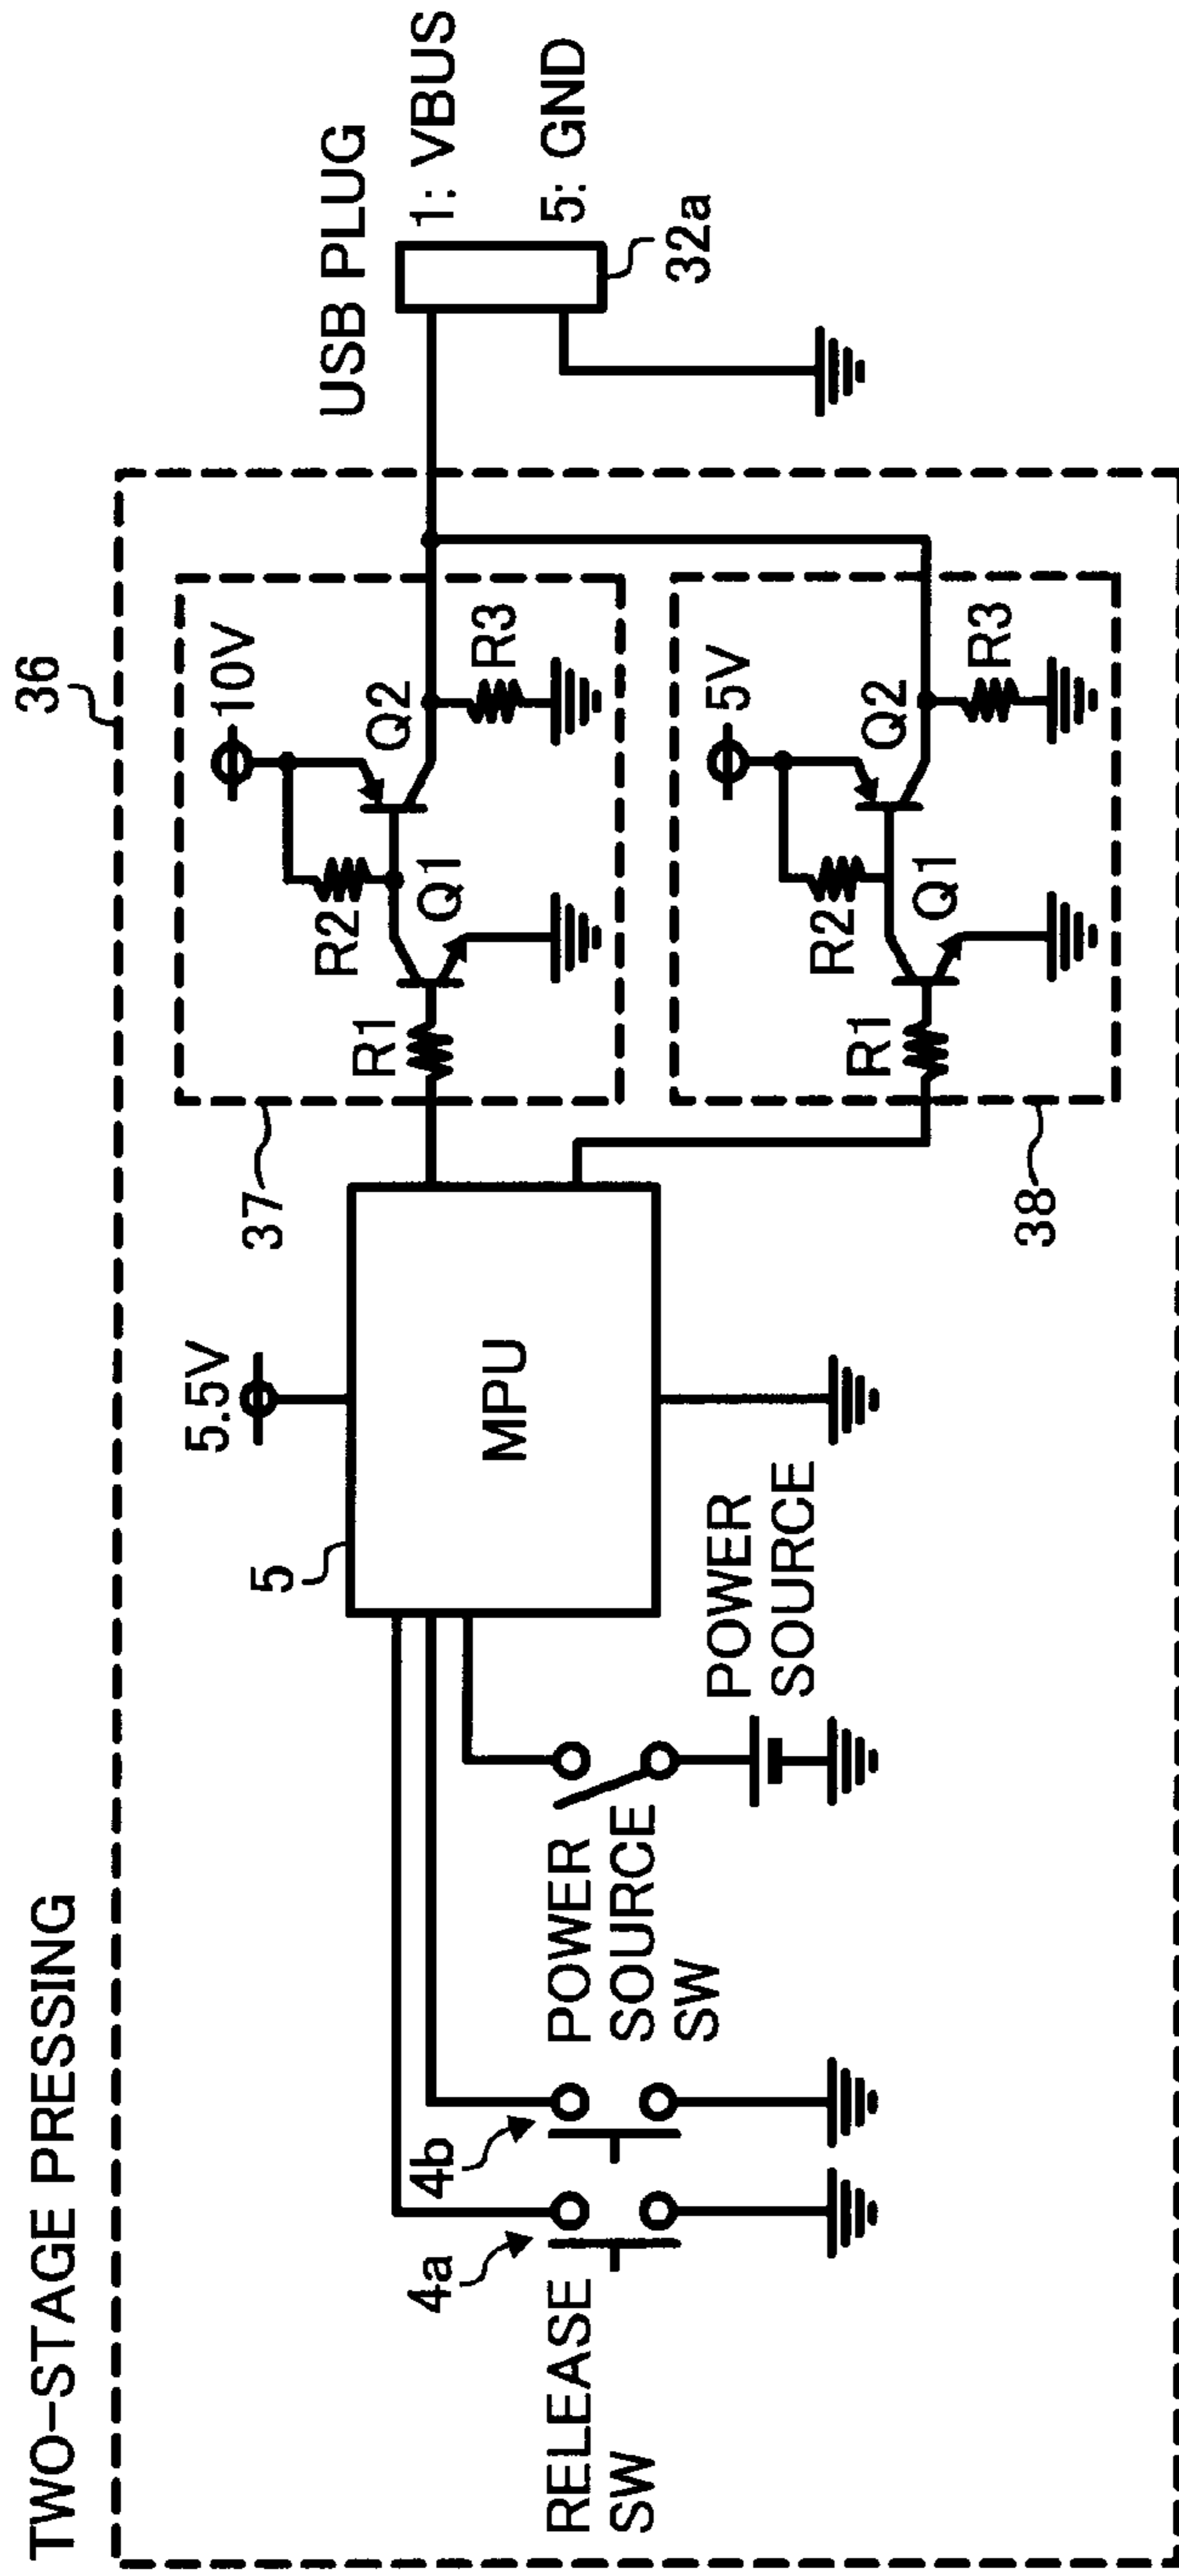 TWO-STAGE PRESSING
36
USB PLUG
1: VBUS
5: GND
32a
37
10V
R2
Q2
R1
Q1
R3
38
5V
R2
Q2
R1
Q1
R3
5.5V
5
MPU
4a
4b
RELEASE
SW
POWER
SOURCE
SW
POWER
SOURCE